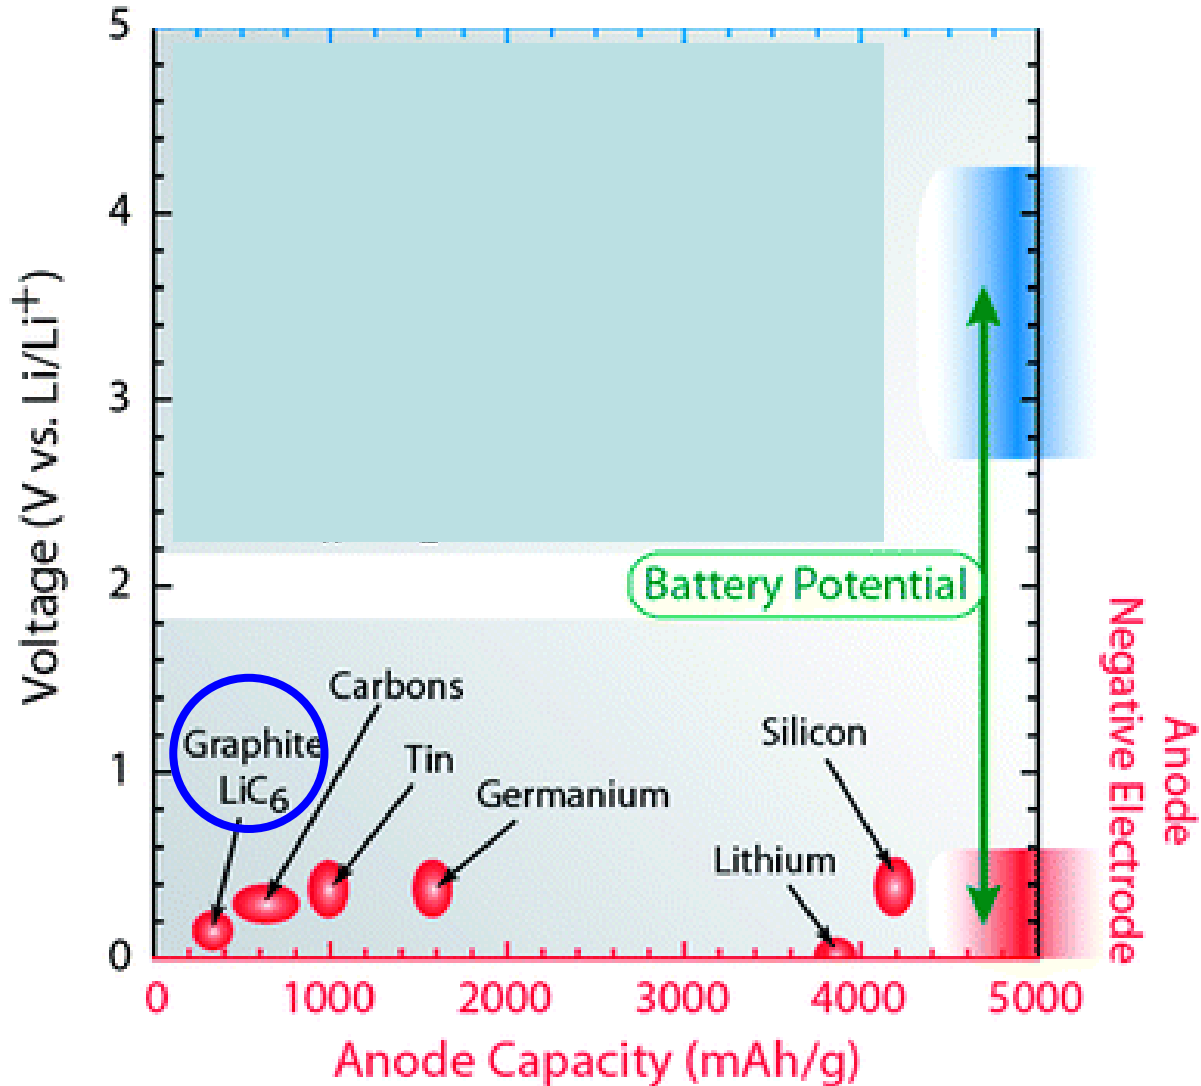 5
4
3
2
1
0
Voltage (V vs. Li/Li+)
Battery Potential
Carbons
Graphite
LiC6
Tin
Germanium
Silicon
Lithium
0 1000 2000 3000 4000 5000
Anode Capacity (mAh/g)
Anode
Negative Electrode